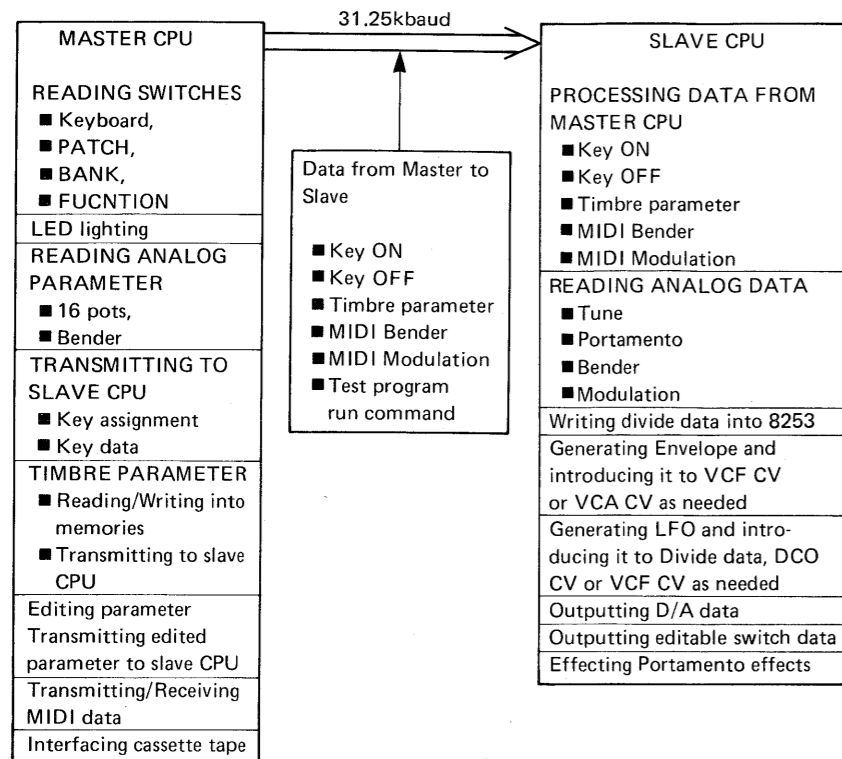 31.25kbaud
MASTER CPU
READING SWITCHES
■ Keyboard,
■ PATCH,
■ BANK,
■ FUCNTION
LED lighting
READING ANALOG
PARAMETER
■ 16 pots,
■ Bender
TRANSMITTING TO
SLAVE CPU
■ Key assignment
■ Key data
TIMBRE PARAMETER
■ Reading/Writing into
memories
■ Transmitting to slave
CPU
Editing parameter
Transmitting edited
parameter to slave CPU
Transmitting/Receiving
MIDI data
Interfacing cassette tape
Data from Master to
Slave
■ Key ON
■ Key OFF
■ Timbre parameter
■ MIDI Bender
■ MIDI Modulation
■ Test program
run command
SLAVE CPU
PROCESSING DATA FROM
MASTER CPU
■ Key ON
■ Key OFF
■ Timbre parameter
■ MIDI Bender
■ MIDI Modulation
READING ANALOG DATA
■ Tune
■ Portamento
■ Bender
■ Modulation
Writing divide data into 8253
Generating Envelope and
introducing it to VCF CV
or VCA CV as needed
Generating LFO and intro-
ducing it to Divide data, DCO
CV or VCF CV as needed
Outputting D/A data
Outputting editable switch data
Effecting Portamento effects